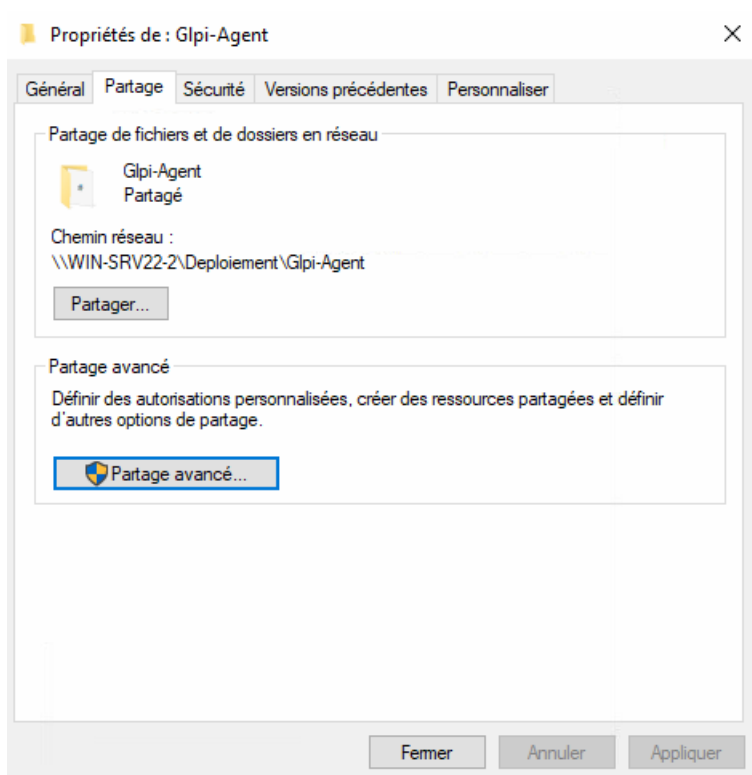 Propriétés de : Glpi-Agent
Général Partage Sécurité Versions précédentes Personnaliser
Partage de fichiers et de dossiers en réseau
Glpi-Agent
Partagé
Chemin réseau :
\\WIN-SRV22-2\Deploiement\Glpi-Agent
Partager...
Partage avancé
Définir des autorisations personnalisées, créer des ressources partagées et définir
d'autres options de partage.
Partage avancé...
Fermer Annuler Appliquer